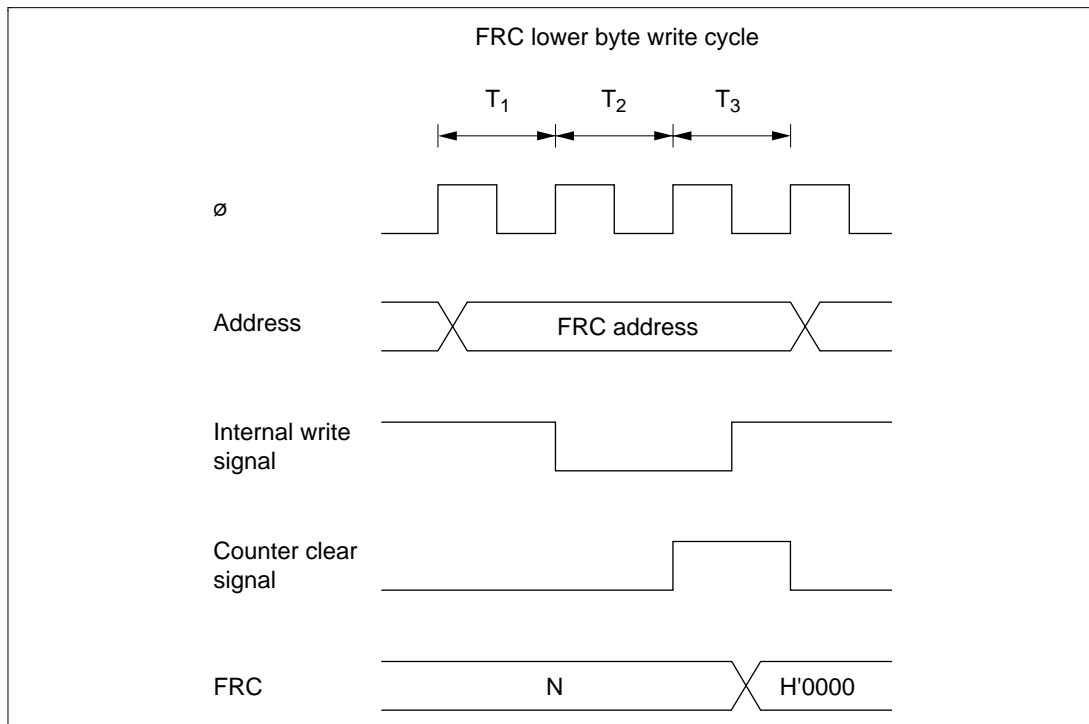 FRC lower byte write cycle
T1 T2 T3
ø
Address
FRC address
Internal write
signal
Counter clear
signal
FRC
N
H'0000